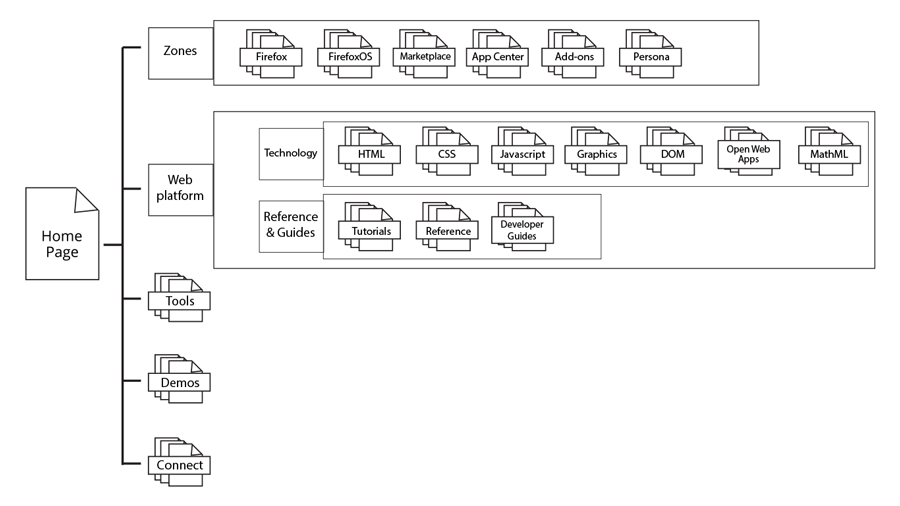 Zones
Firefox
FirefoxOS
Marketplace
App Center
Add-ons
Persona
Web
platform
Technology
HTML
CSS
Javascript
Graphics
DOM
Open Web
Apps
MathML
Reference
& Guides
Tutorials
Reference
Developer
Guides
Home
Page
Tools
Demos
Connect